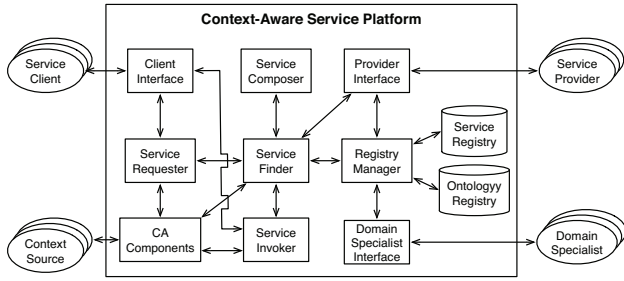 Context-Aware Service Platform
Service
Client
Client
Interface
Service
Composer
Provider
Interface
Service
Provider
Service
Registry
Service
Requester
Service
Finder
Registry
Manager
Ontologyy
Registry
Context
Source
CA
Components
Service
Invoker
Domain
Specialist
Interface
Domain
Specialist